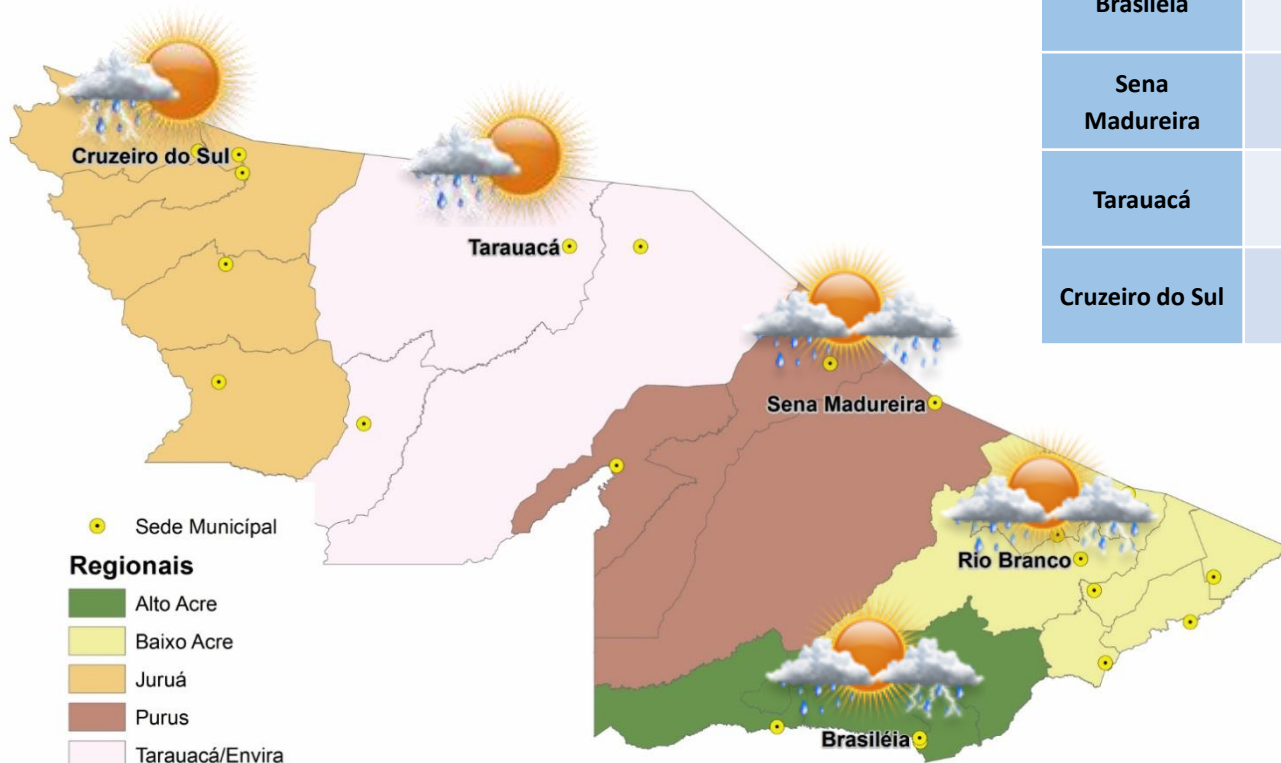 Brasiléia
Sena
Madureira
Tarauacá
Cruzeiro do Sul
Cruzeiro do Sul
Tarauacá
Sena Madureira
Rio Branco
Brasiléia
Sede Municípal
Regionais
Alto Acre
Baixo Acre
Juruá
Purus
Tarauacá/Envira